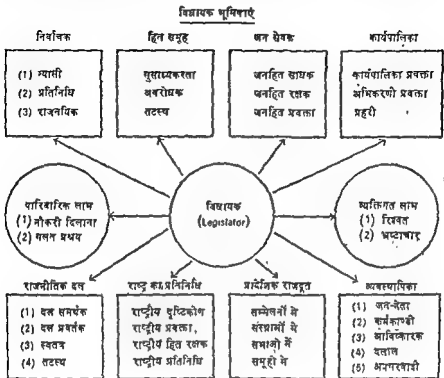 विधायक भूमिकाएँ
निर्वाचक
हित समूह
जन सेवक
कार्यपालिका
(1) न्यासी
(2) प्रतिनिधि
(3) राजनयिक
सुसाध्यकरता
अवरोधक
तटस्थ
जनहित साधक
जनहित रक्षक
जनहित प्रवक्ता
कार्यपालिका प्रवक्ता
अभिकरणो प्रवक्ता
प्रहरी
पारिवारिक लाभ
(1) नौकरी दिलाना
(2) गलत प्रश्रय
विधायक
(Legislator)
व्यक्तिगत लाभ
(1) रिश्वत
(2) भ्रष्टाचार
राजनीतिक दल
राष्ट्र का प्रतिनिधि
प्रादेशिक राजदूत
व्यवस्थापिका
(1) दल समर्थक
(2) दल प्रवर्तक
(3) स्वतन्त्र
(4) तटस्थ
राष्ट्रीय दृष्टिकोण
राष्ट्रीय प्रवक्ता,
राष्ट्रीय हित रक्षक
राष्ट्रीय प्रतिनिधि
सम्मेलनों में
संस्थाओं में
सभाओं में
समूहों में
(1) जन-नेता
(2) कर्मकाण्डी
(3) आविष्कारक
(4) दलाल
(5) अवसरवादी